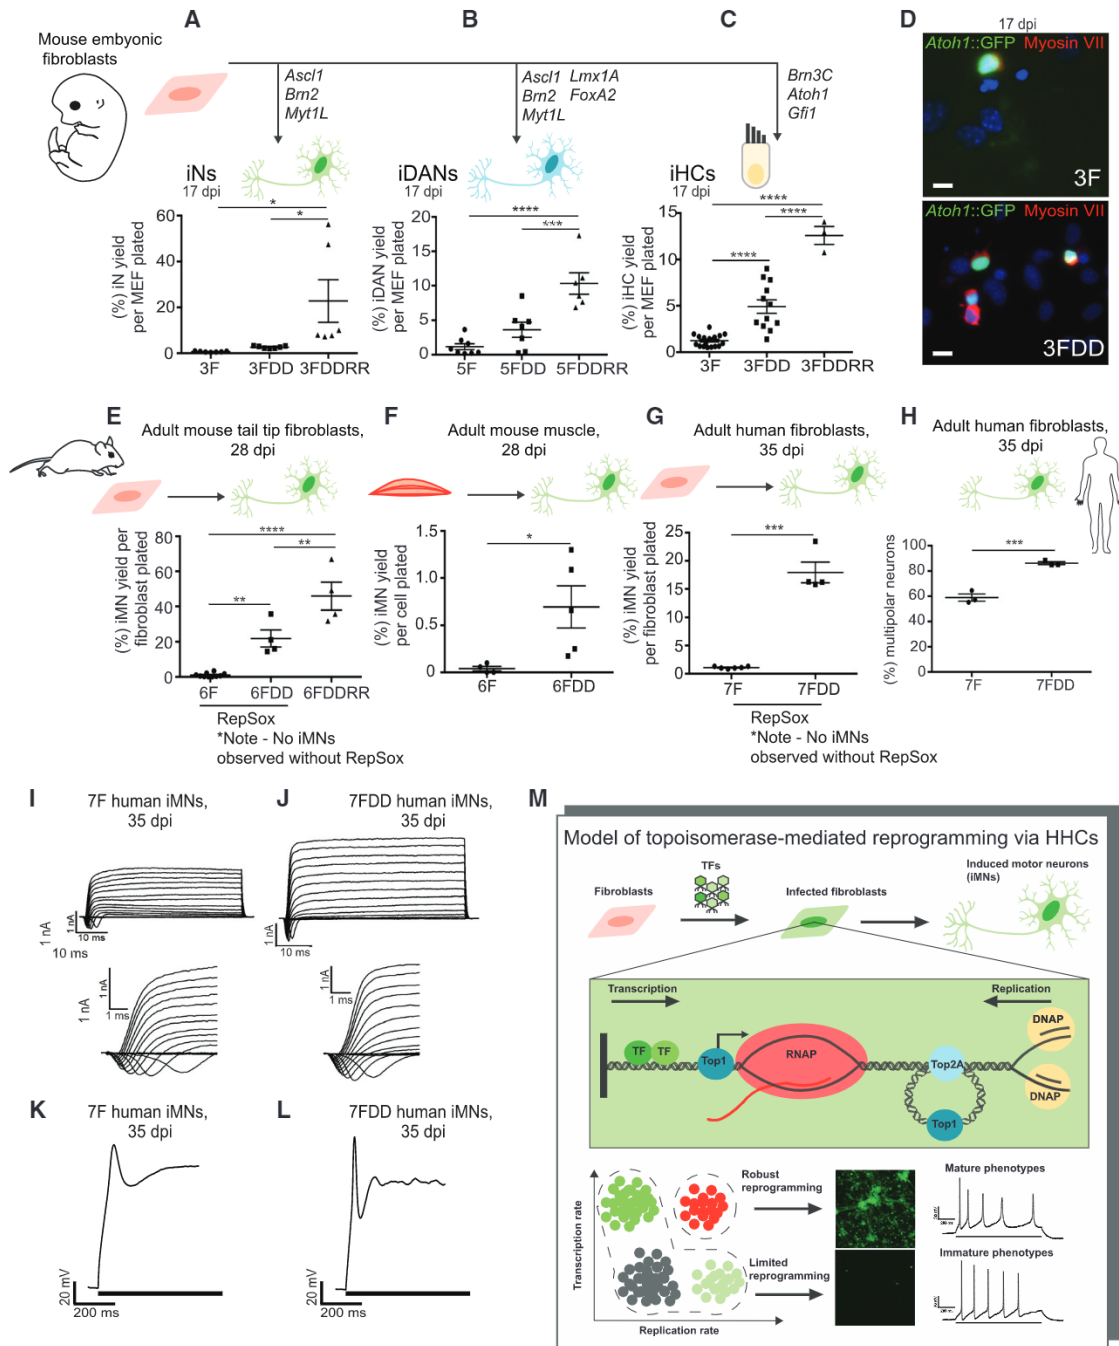 A
B
C
D
Mouse embyonic
fibroblasts
Ascl1
Brn2
Myt1L
Ascl1 Lmx1A
Brn2 FoxA2
Myt1L
Brn3C
Atoh1
Gfi1
17 dpi
Atoh1::GFP Myosin VII
3F
Atoh1::GFP Myosin VII
3FDD
iNs
17 dpi
*
*
(%) iN yield
per MEF plated
60
40
20
0
3F 3FDD 3FDDRR
iDANs
17 dpi
****
***
(%) iDAN yield
per MEF plated
20
15
10
5
0
5F 5FDD 5FDDRR
iHCs
17 dpi
****
****
****
(%) iHC yield
per MEF plated
15
10
5
0
3F 3FDD 3FDDRR
E
Adult mouse tail tip fibroblasts,
28 dpi
****
**
**
(%) iMN yield per
fibroblast plated
80
60
40
20
0
6F 6FDD 6FDDRR
RepSox
*Note - No iMNs
observed without RepSox
F
Adult mouse muscle,
28 dpi
*
(%) iMN yield
per cell plated
1.5
1.0
0.5
0
6F 6FDD
G
Adult human fibroblasts,
35 dpi
***
(%) iMN yield
per fibroblast plated
25
20
15
10
5
0
7F 7FDD
RepSox
*Note - No iMNs
observed without RepSox
H
Adult human fibroblasts,
35 dpi
***
(%) multipolar neurons
100
80
60
40
20
0
7F 7FDD
I
7F human iMNs,
35 dpi
1 nA
10 ms
1 nA
10 ms
1 nA
1 ms
1 nA
J
7FDD human iMNs,
35 dpi
1 nA
10 ms
1 nA
1 ms
K
7F human iMNs,
35 dpi
20 mV
200 ms
L
7FDD human iMNs,
35 dpi
20 mV
200 ms
M
Model of topoisomerase-mediated reprogramming via HHCs
Fibroblasts
TFs
Infected fibroblasts
Induced motor neurons
(iMNs)
Transcription
Replication
TF TF
Top1
RNAP
Top2A
Top1
DNAP
DNAP
Transcription rate
Replication rate
Robust
reprogramming
Limited
reprogramming
Mature phenotypes
Immature phenotypes